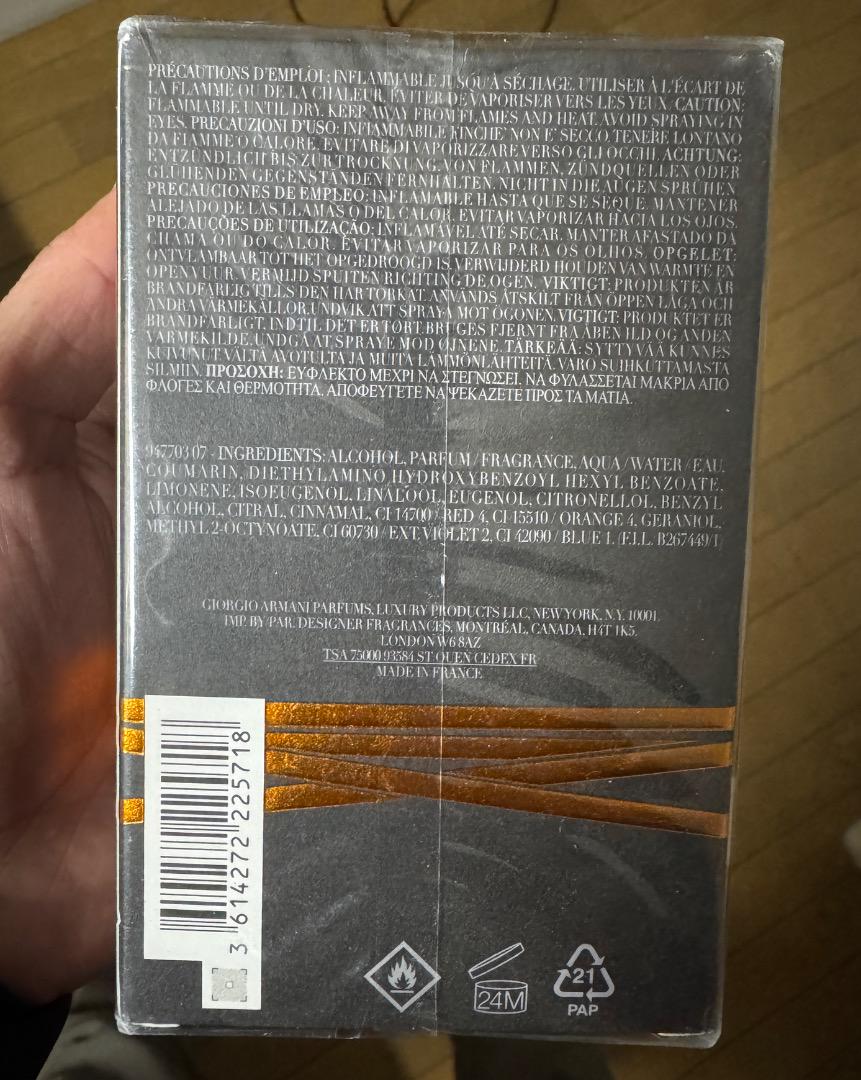 PRÉCAUTIONS D'EMPLOI : INFLAMMABLE JUSQU'À SÉCHAGE. UTILISER À L'ÉCART DE
LA FLAMME OU DE LA CHALEUR. ÉVITER DE VAPORISER VERS LES YEUX. CAUTION:
FLAMMABLE UNTIL DRY. KEEP AWAY FROM FLAMES AND HEAT. AVOID SPRAYING IN
EYES. PRECAUZIONI D'USO: INFIAMMABILE FINCHE' NON E' SECCO. TENERE LONTANO
DA FIAMME O CALORE. EVITARE DI VAPORIZZARE VERSO GLI OCCHI. ACHTUNG:
ENTZÜNDLICH BIS ZUR TROCKNUNG. VON FLAMMEN, ZÜNDQUELLEN ODER
GLÜHENDEN GEGENSTÄNDEN FERNHALTEN. NICHT IN DIE AUGEN SPRÜHEN.
PRECAUCIONES DE EMPLEO: INFLAMABLE HASTA QUE SE SEQUE. MANTENER
ALEJADO DE LAS LLAMAS O DEL CALOR. EVITAR VAPORIZAR HACIA LOS OJOS.
PRECAUÇÕES DE UTILIZAÇÃO: INFLAMÁVEL ATÉ SECAR. MANTER AFASTADO DA
CHAMA OU DO CALOR. EVITAR VAPORIZAR PARA OS OLHOS. OPGELET:
ONTVLAMBAAR TOT HET OPGEDROOGD IS. VERWIJDERD HOUDEN VAN WARMTE EN
OPEN VUUR. VERMIJD SPUITEN RICHTING DE OGEN. VIKTIGT: PRODUKTEN ÄR
BRANDFARLIG TILLS DEN HAR TORKAT. ANVÄNDS ÅTSKILT FRÅN ÖPPEN LÅGA OCH
ANDRA VÄRMEKÄLLOR. UNDVIK ATT SPRAYA MOT ÖGONEN. VIGTIGT: PRODUKTET ER
BRANDFARLIGT, INDTIL DET ER TØRT. BRUGES FJERNT FRA ÅBEN ILD OG ANDEN
VARMEKILDE. UNDGÅ AT SPRAYE MOD ØJNENE. TÄRKEÄÄ: SYTTYVÄÄ KUNNES
KUIVUNUT. VÄLTÄ AVOTULTA JA MUITA LÄMMÖNLÄHTEITÄ. VARO SUIHKUTTAMASTA
SILMIIN. ΠΡΟΣΟΧΗ: ΕΥΦΛΕΚΤΟ ΜΕΧΡΙ ΝΑ ΣΤΕΓΝΩΣΕΙ. ΝΑ ΦΥΛΑΣΣΕΤΑΙ ΜΑΚΡΙΑ ΑΠΟ
ΦΛΟΓΕΣ ΚΑΙ ΘΕΡΜΟΤΗΤΑ. ΑΠΟΦΕΥΓΕΤΕ ΝΑ ΨΕΚΑΖΕΤΕ ΠΡΟΣ ΤΑ ΜΑΤΙΑ.
947703 07 - INGREDIENTS: ALCOHOL, PARFUM / FRAGRANCE, AQUA / WATER / EAU,
COUMARIN, DIETHYLAMINO HYDROXYBENZOYL HEXYL BENZOATE,
LIMONENE, ISOEUGENOL, LINALOOL, EUGENOL, CITRONELLOL, BENZYL
ALCOHOL, CITRAL, CINNAMAL, CI 14700 / RED 4, CI 15510 / ORANGE 4, GERANIOL,
METHYL 2-OCTYNOATE, CI 60730 / EXT. VIOLET 2, CI 42090 / BLUE 1. (F.I.L. B267449/1)
GIORGIO ARMANI PARFUMS, LUXURY PRODUCTS LLC, NEW YORK, N.Y. 10001.
IMP. BY / PAR. DESIGNER FRAGRANCES, MONTRÉAL, CANADA, H4T 1K5.
LONDON W6 8AZ
TSA 75000 93584 ST-OUEN CEDEX FR
MADE IN FRANCE
3 614272 225718
24M
21
PAP